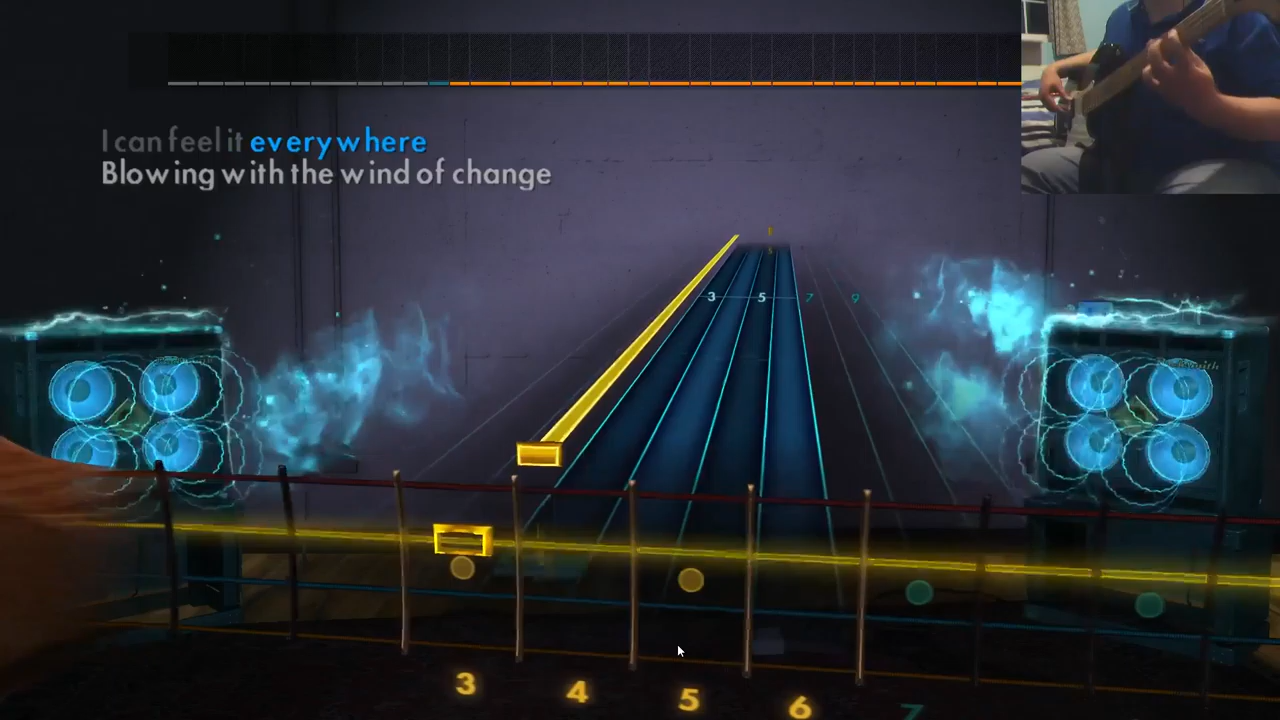 I can feel it everywhere
Blowing with the wind of change
3 5 7 9
3 4 5 6 7